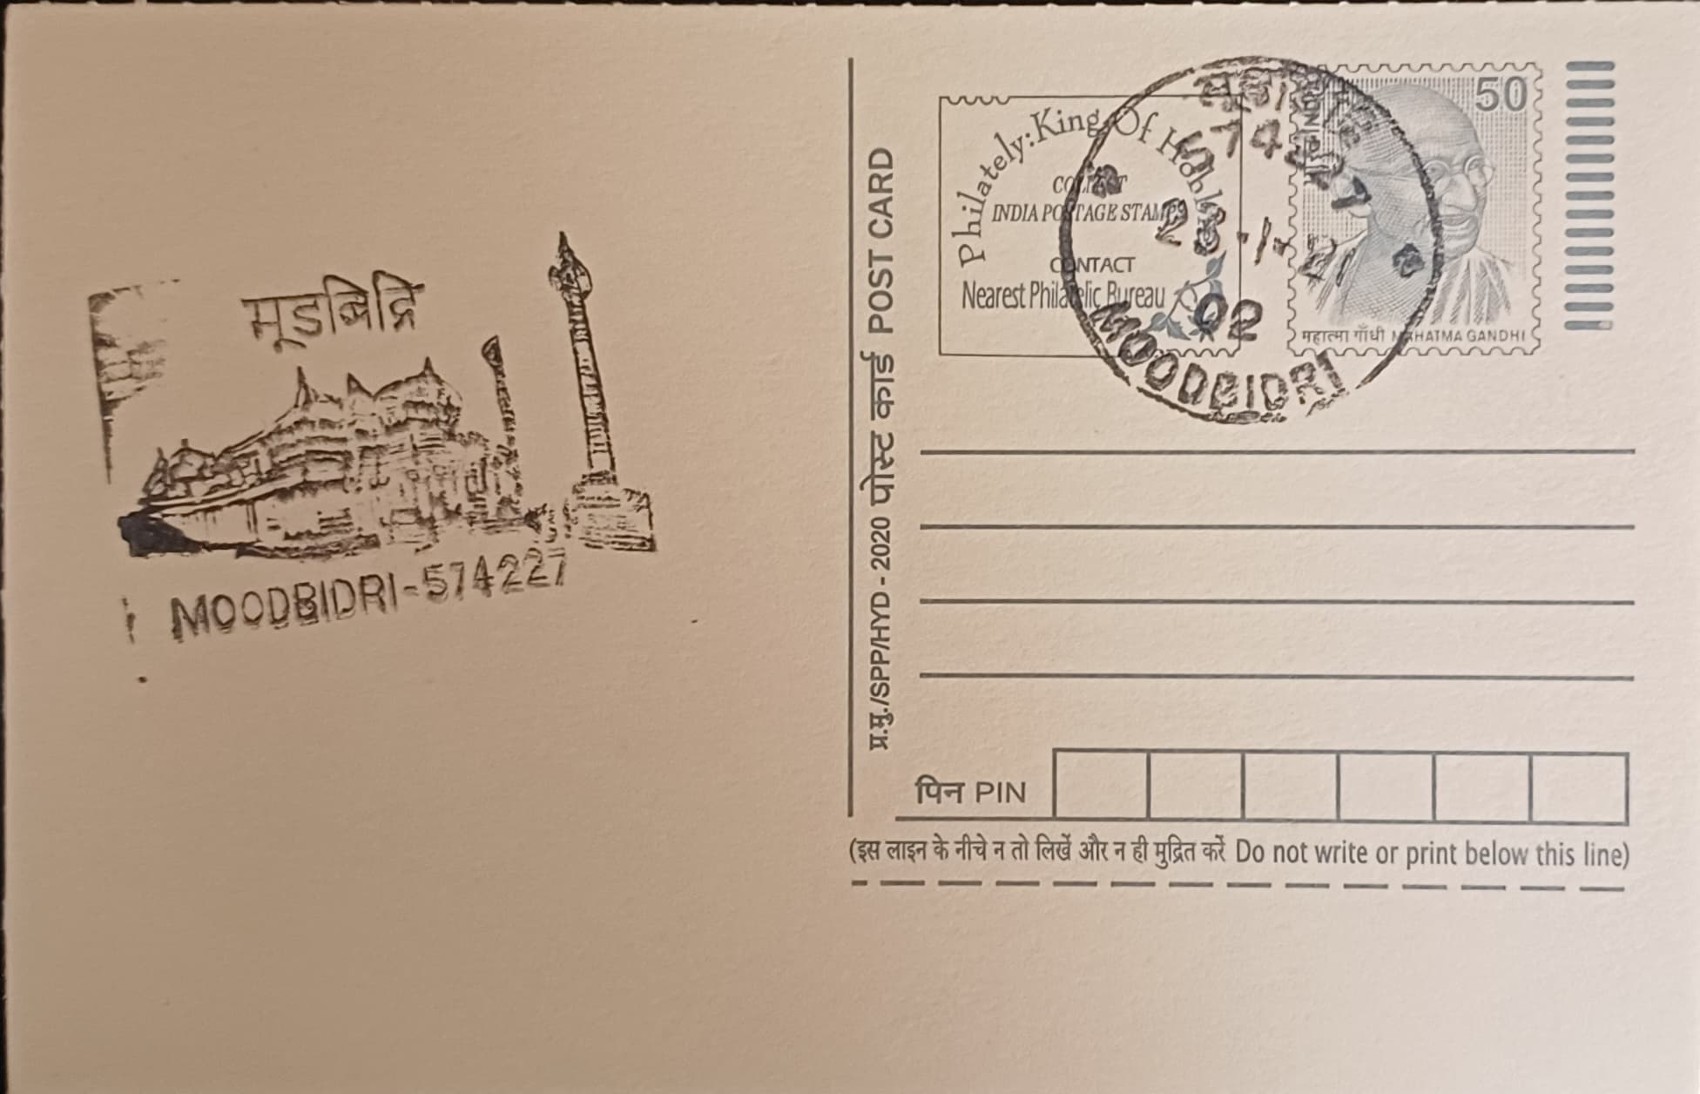 मूडबिद्रि
MOODBIDRI-574227
प्र.मु./SPP/HYD - 2020 पोस्ट कार्ड POST CARD
Philately:King Of Hobbies
COLLECT
INDIA POSTAGE STAMPS
CONTACT
Nearest Philatelic Bureau
50
महात्मा गाँधी MAHATMA GANDHI
574227
23-1-21
02
MOODBIDRI
पिन PIN
(इस लाइन के नीचे न तो लिखें और न ही मुद्रित करें Do not write or print below this line)